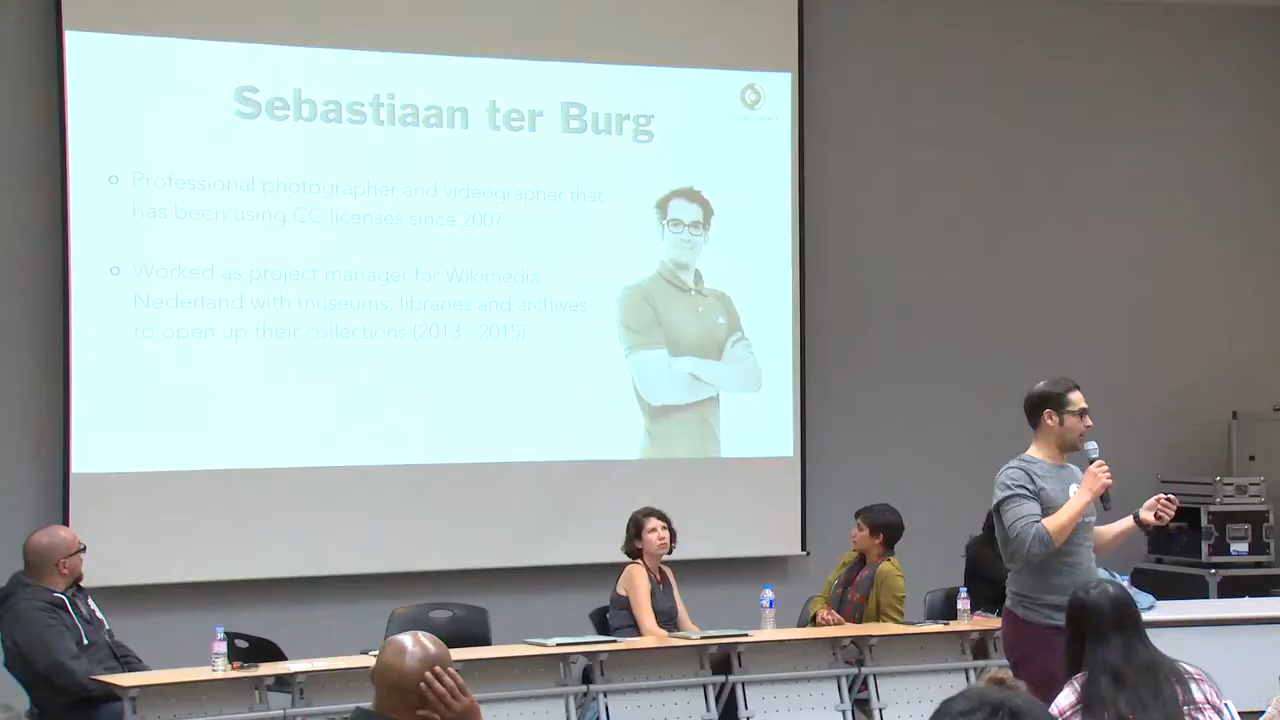 Sebastiaan ter Burg
Professional photographer and videographer that
has been using CC licenses since 2007
Worked as project manager for Wikimedia
Nederland with museums, libraries and archives
to open up their collections (2013 - 2015)